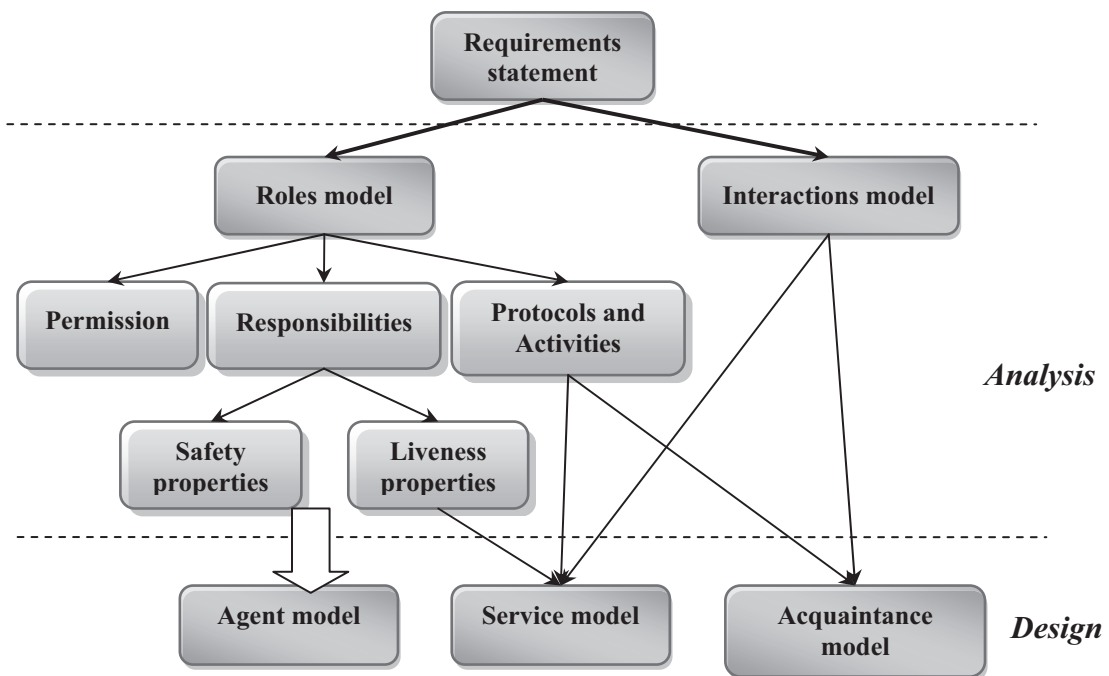 Requirements
statement
Roles model
Interactions model
Permission
Responsibilities
Protocols and
Activities
Analysis
Safety
properties
Liveness
properties
Agent model
Service model
Acquaintance
model
Design